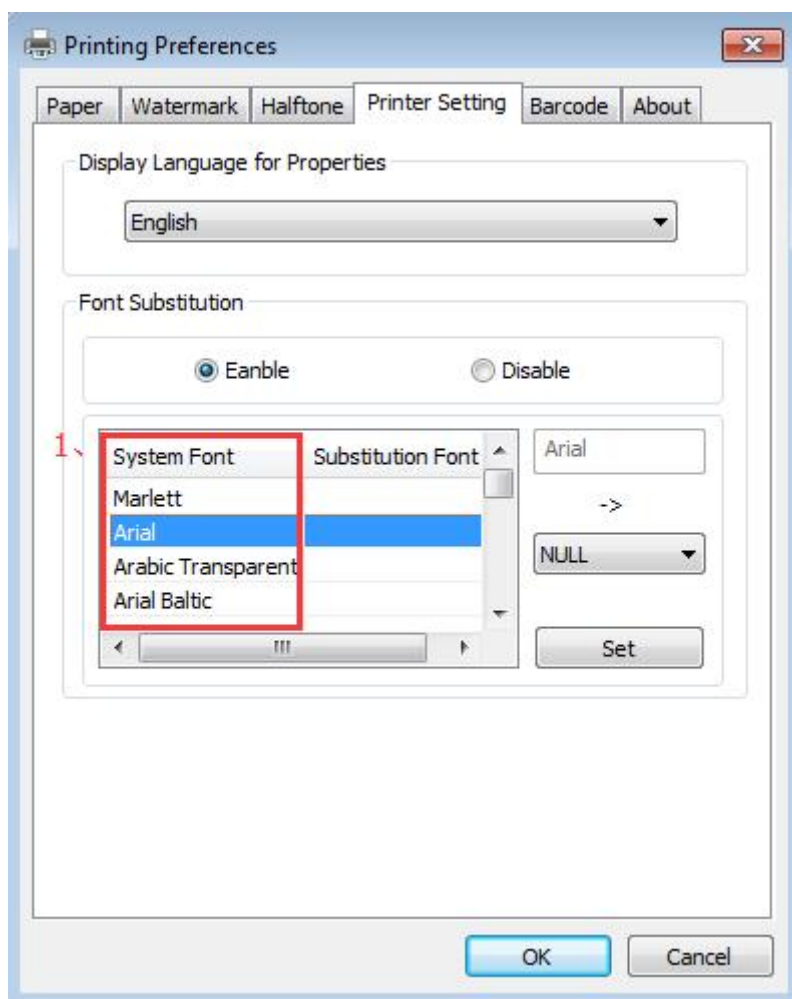 Printing Preferences
Paper Watermark Halftone Printer Setting Barcode About
Display Language for Properties
English
Font Substitution
Eanble Disable
1、
System Font Substitution Font
Marlett
Arial
Arabic Transparent
Arial Baltic
Arial
->
NULL
Set
OK Cancel